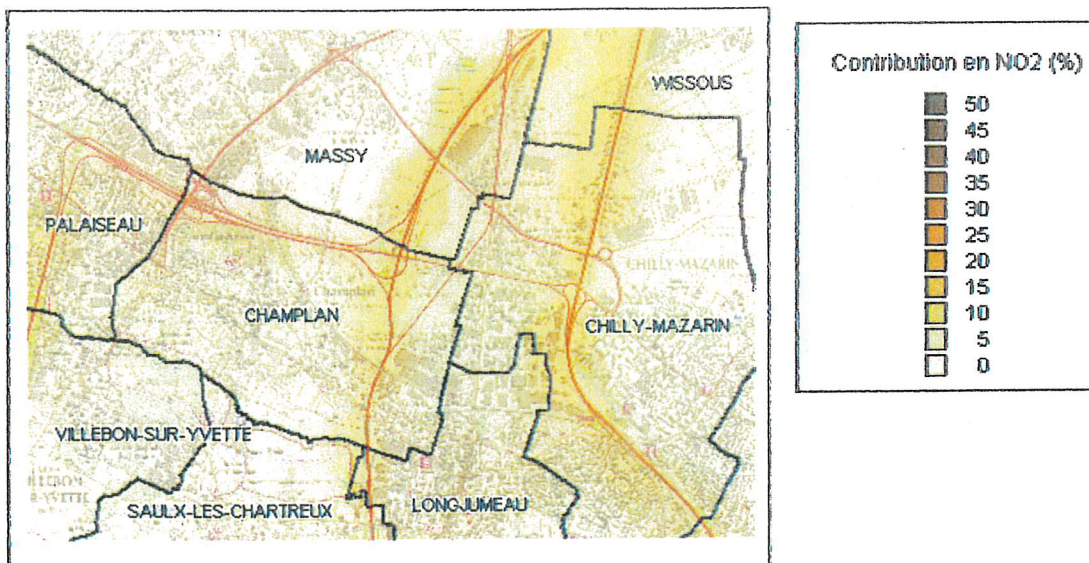 WISSOUS
MASSY
PALAISEAU
CHILLY-MAZARIN
Champlan
CHAMPLAN
CHILLY-MAZARIN
VILLEBON-SUR-YVETTE
SAULX-LES-CHARTREUX
LONGJUMEAU
Contribution en NO2 (%)
50
45
40
35
30
25
20
15
10
5
0